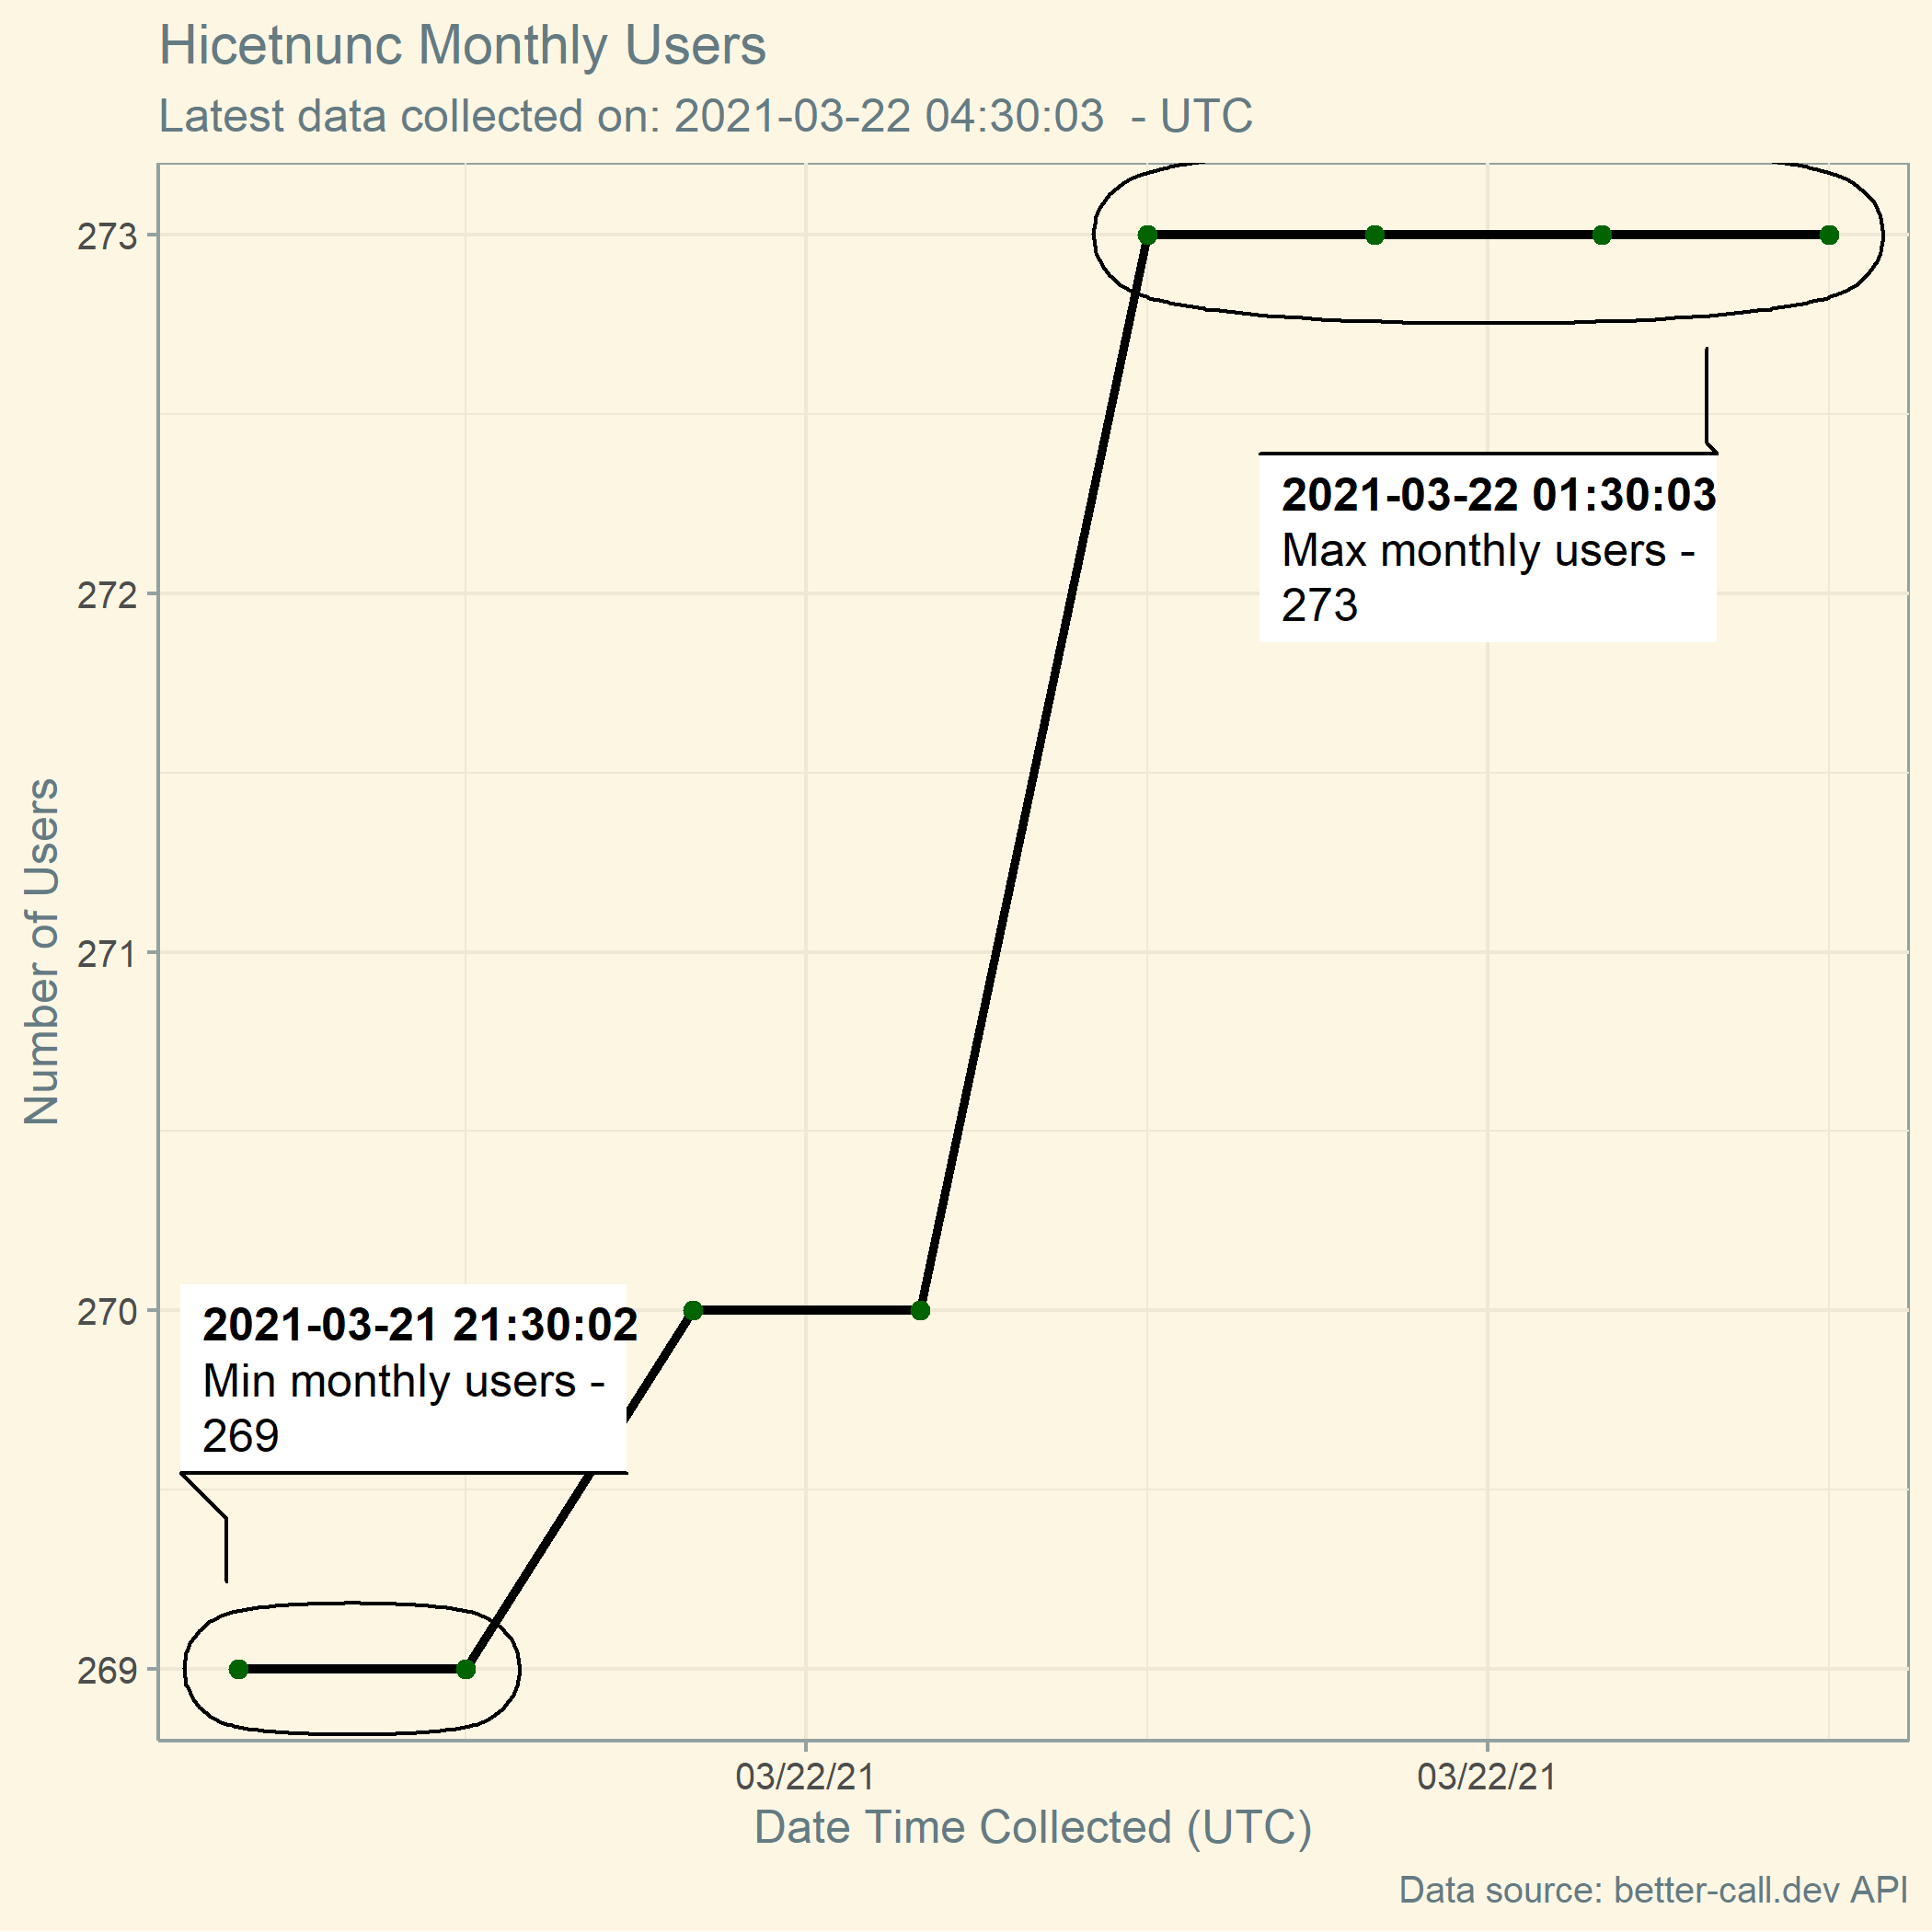 Hicetnunc Monthly Users
Latest data collected on: 2021-03-22 04:30:03 - UTC
273
272
271
270
269
Number of Users
2021-03-22 01:30:03
Max monthly users -
273
2021-03-21 21:30:02
Min monthly users -
269
03/22/21
03/22/21
Date Time Collected (UTC)
Data source: better-call.dev API